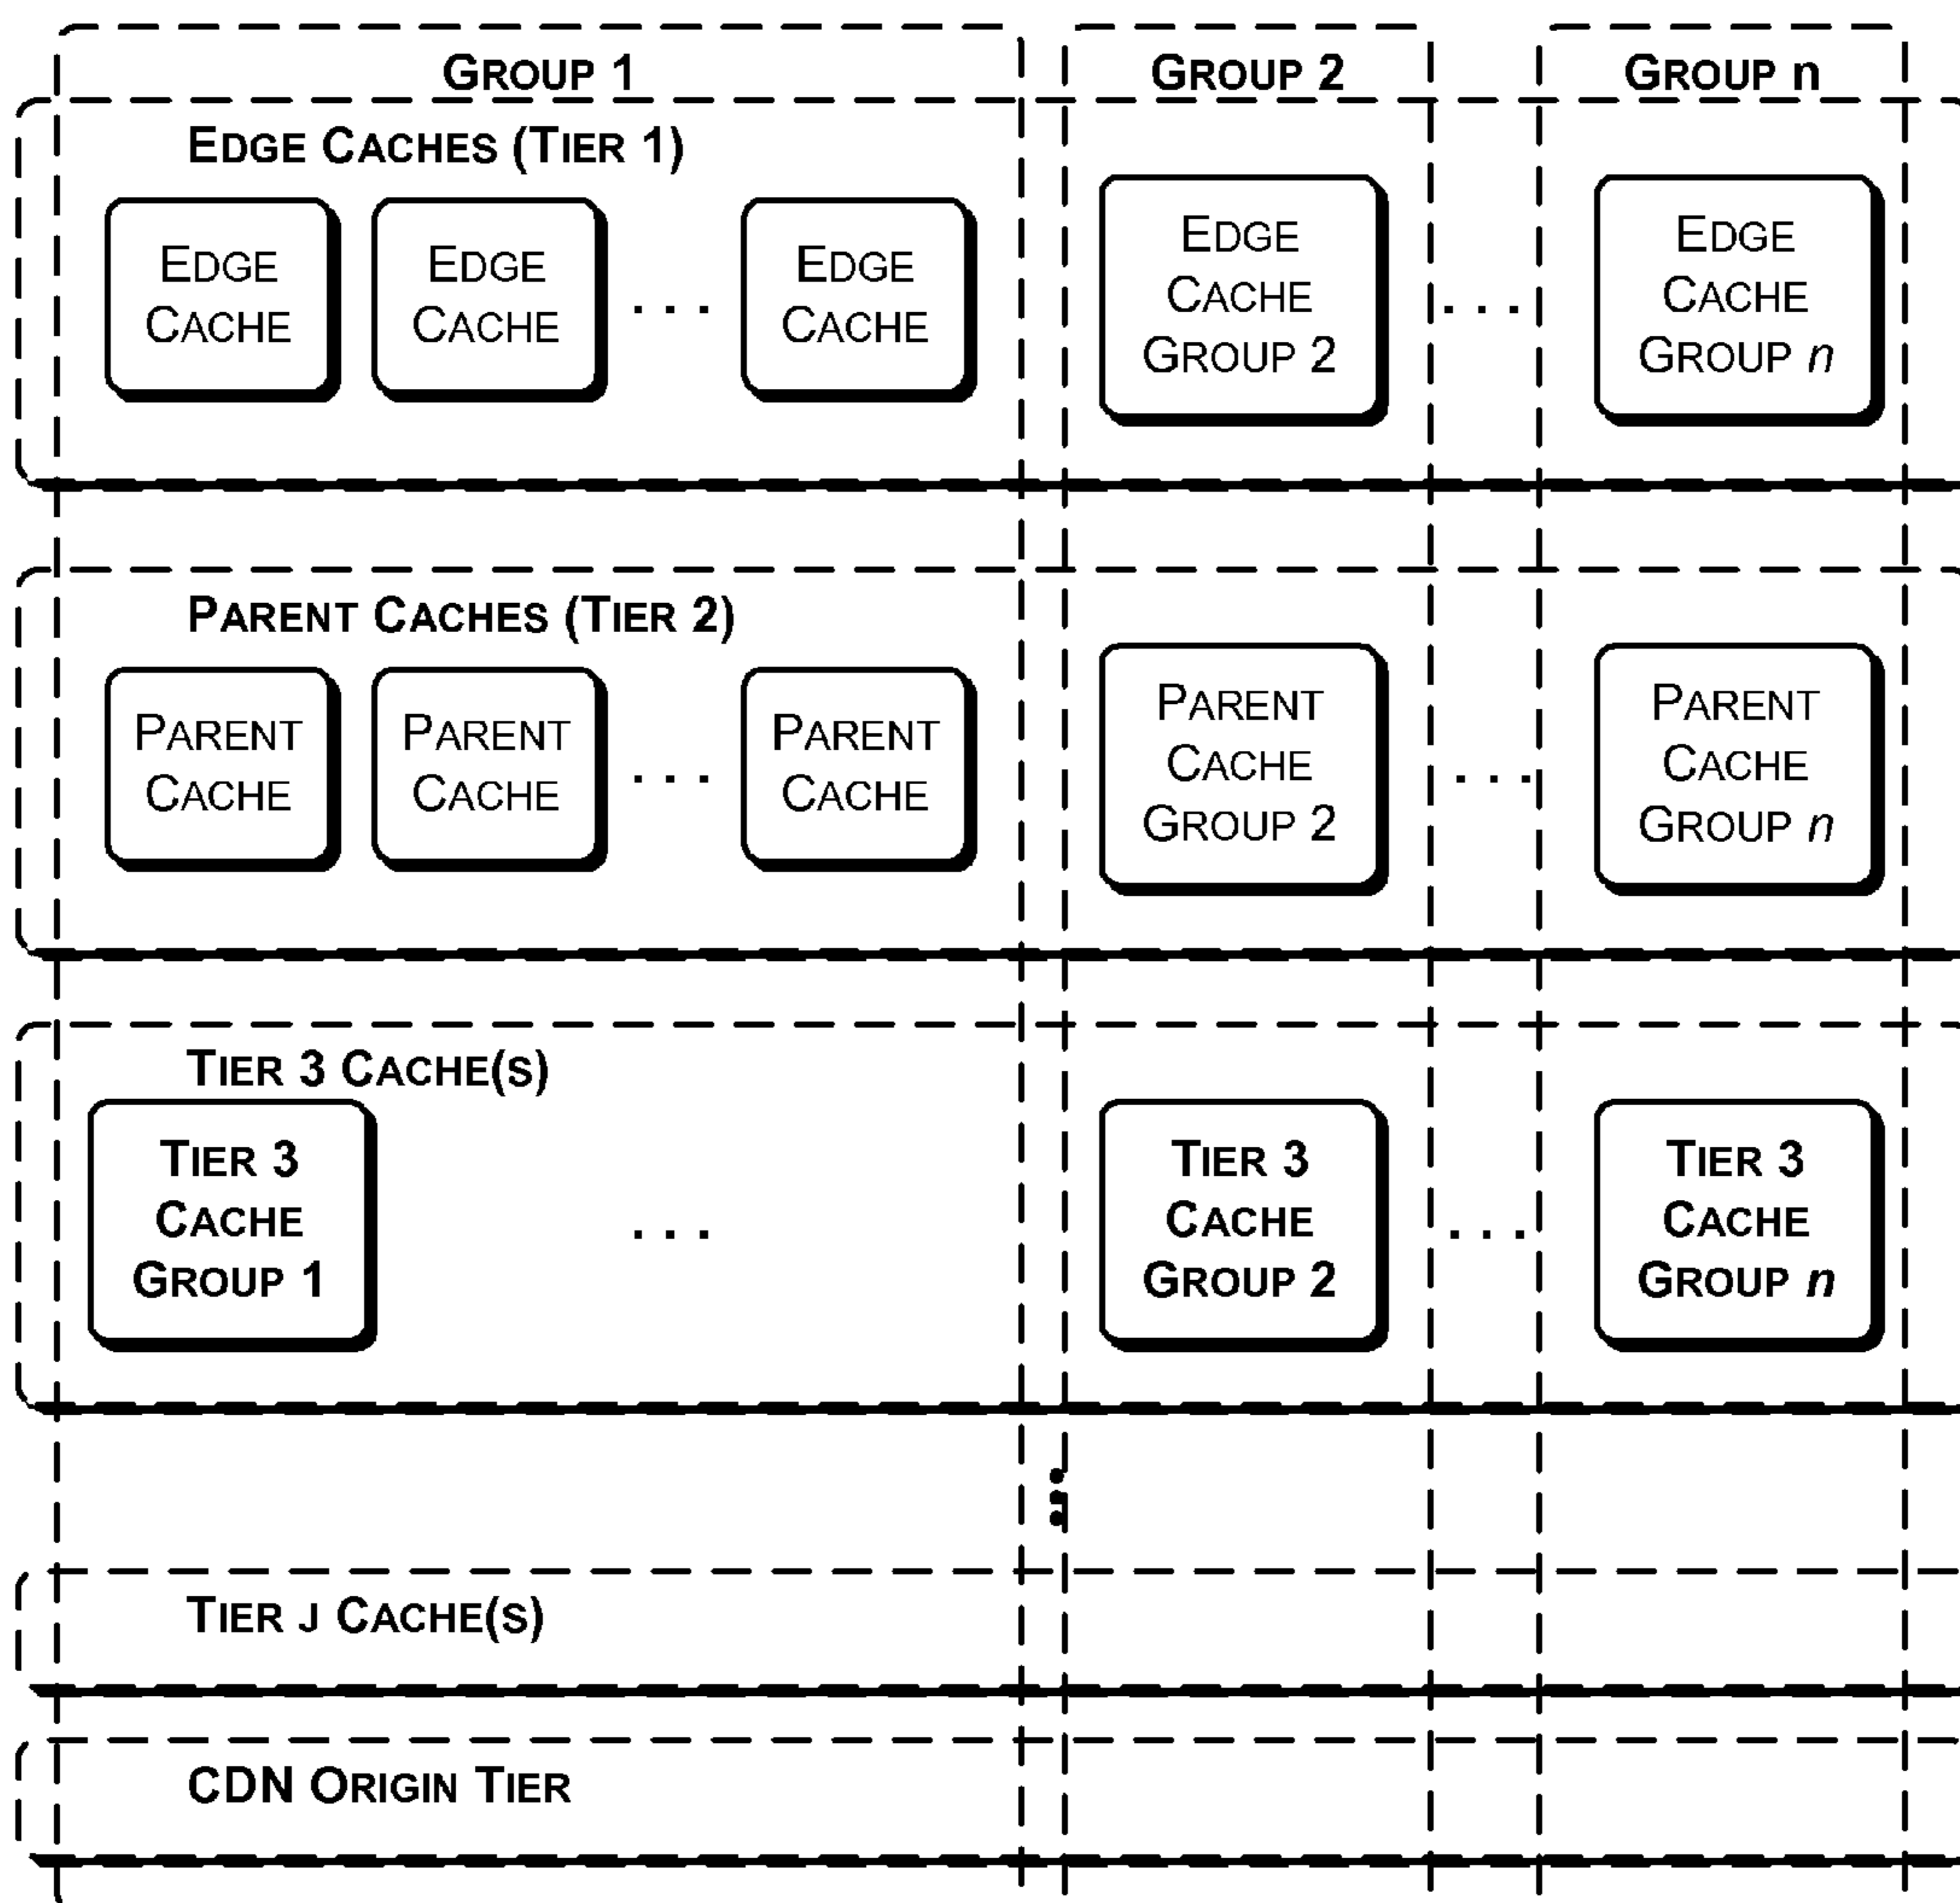 GROUP 1 GROUP 2 GROUP n
EDGE CACHES (TIER 1)
EDGE
CACHE
EDGE
CACHE
. . .
EDGE
CACHE
EDGE
CACHE
GROUP 2
. . .
EDGE
CACHE
GROUP n
PARENT CACHES (TIER 2)
PARENT
CACHE
PARENT
CACHE
. . .
PARENT
CACHE
PARENT
CACHE
GROUP 2
. . .
PARENT
CACHE
GROUP n
TIER 3 CACHE(S)
TIER 3
CACHE
GROUP 1
. . .
TIER 3
CACHE
GROUP 2
. . .
TIER 3
CACHE
GROUP n
TIER J CACHE(S)
CDN ORIGIN TIER